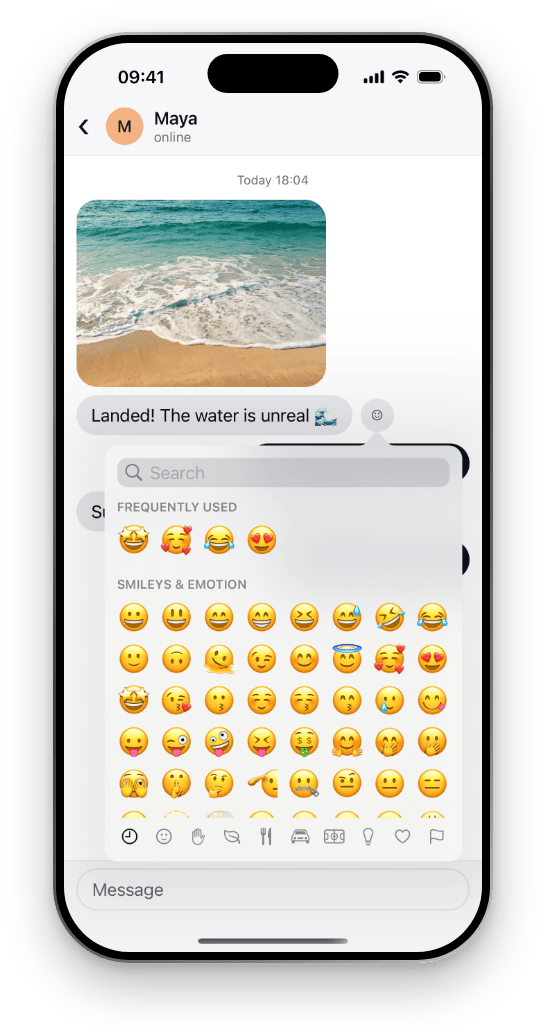 09:41
M
Maya
online
Today 18:04
Landed! The water is unreal 🌊
Search
FREQUENTLY USED
SMILEYS & EMOTION
Message